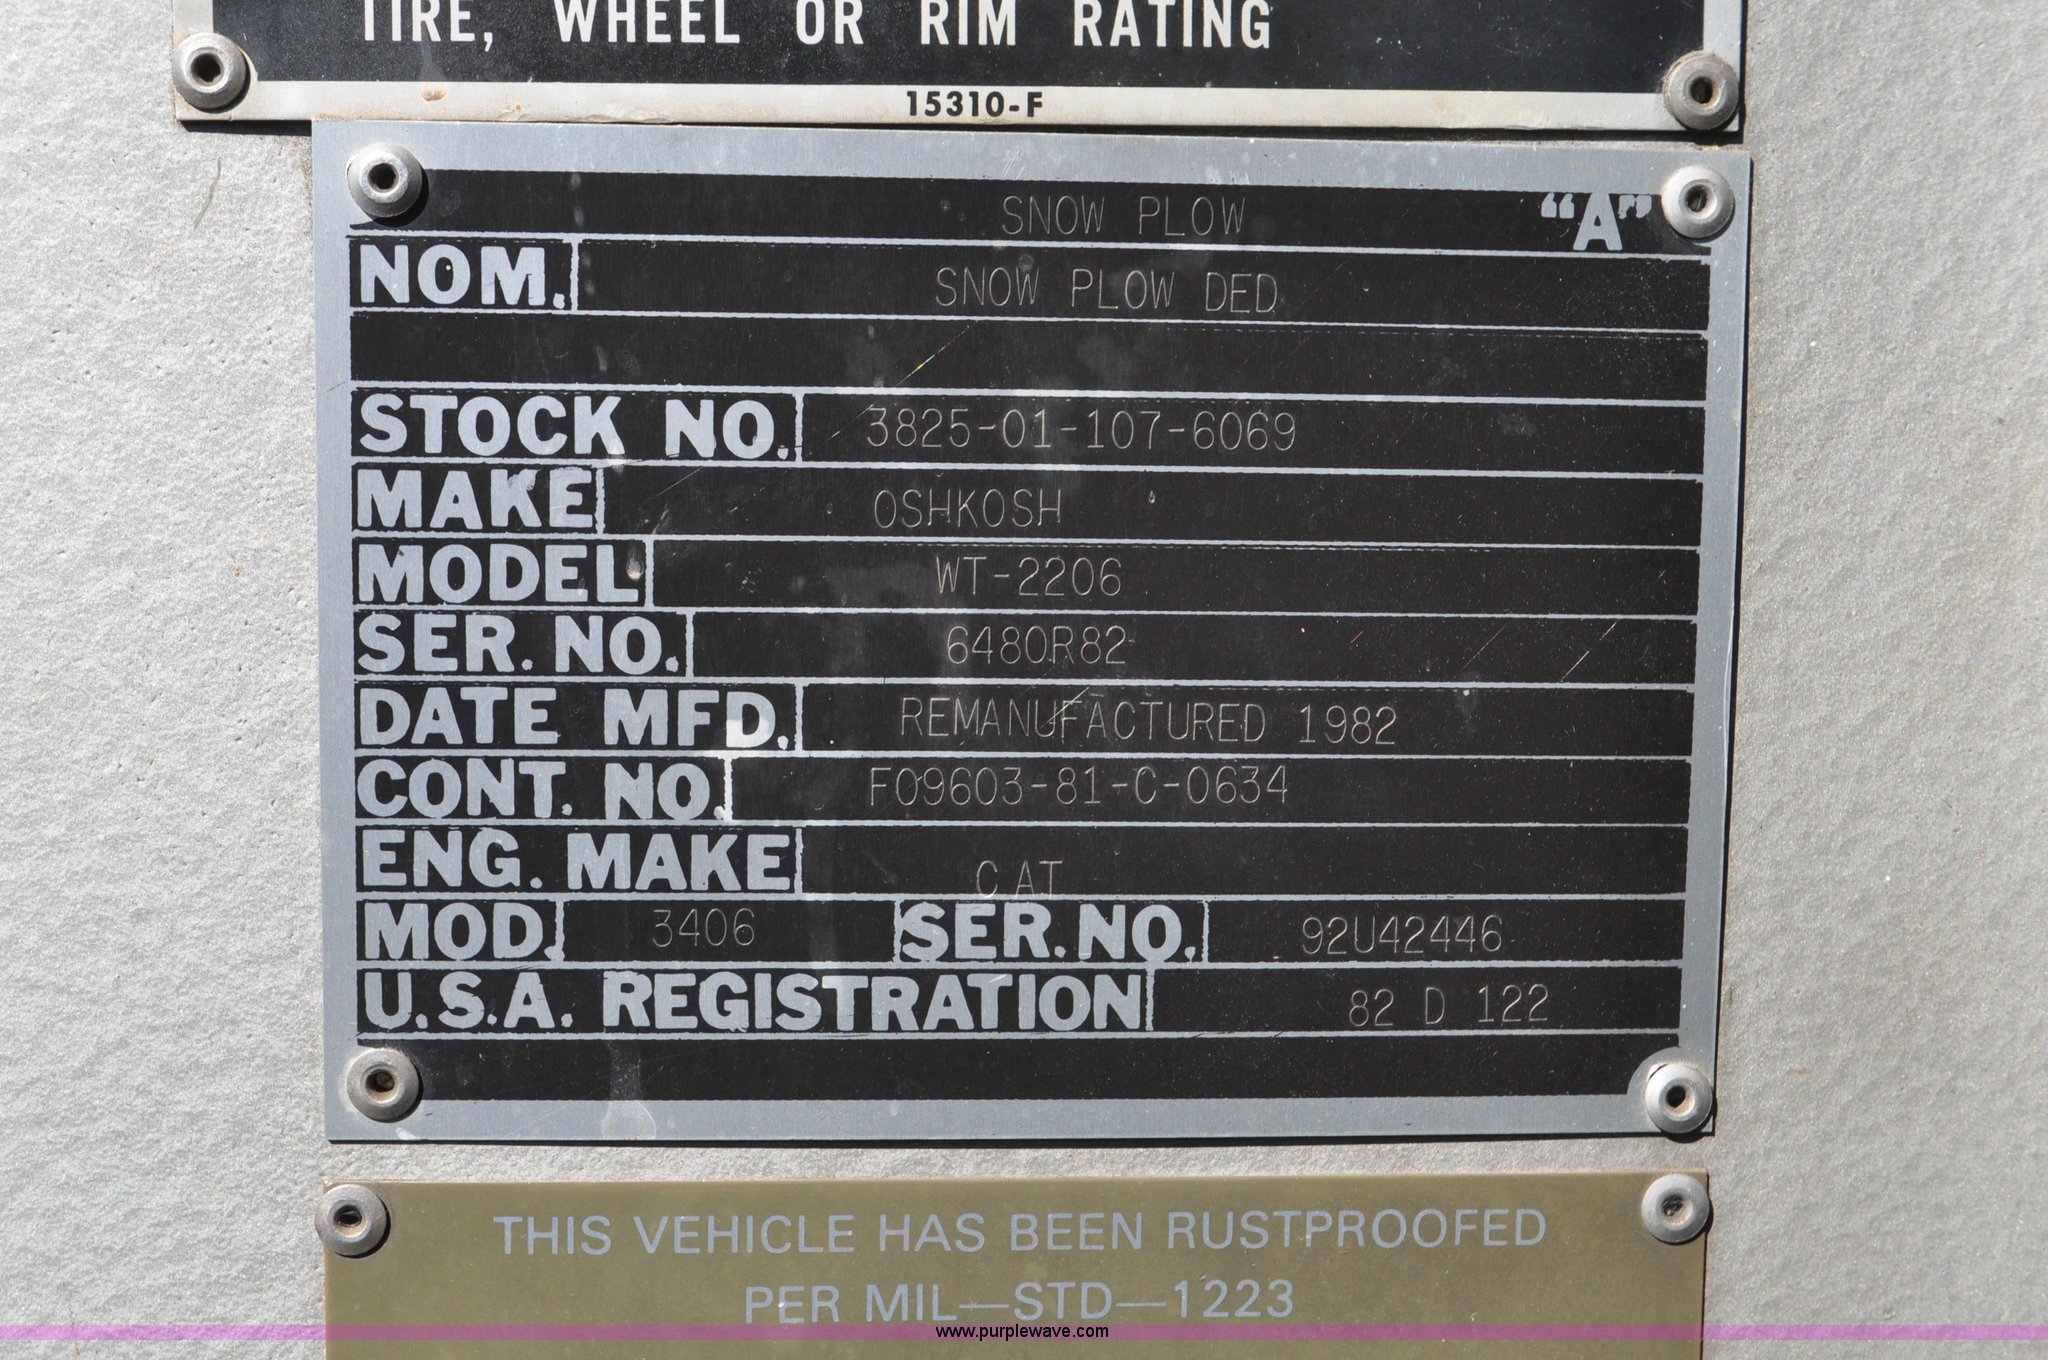 TIRE, WHEEL OR RIM RATING
15310-F
SNOW PLOW "A"
NOM. SNOW PLOW DED
STOCK NO. 3825-01-107-6069
MAKE OSHKOSH
MODEL WT-2206
SER. NO. 6480R82
DATE MFD. REMANUFACTURED 1982
CONT. NO. F09603-81-C-0634
ENG. MAKE CAT
MOD. 3406 SER. NO. 92U42446
U.S.A. REGISTRATION 82 D 122
THIS VEHICLE HAS BEEN RUSTPROOFED
PER MIL—STD—1223
www.purplewave.com